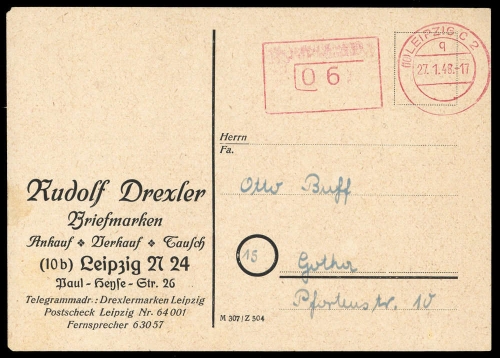 LEIPZIG C 2
q
27.1.48.-17
06
Herrn
Fa.
Otto Buff
15
Gotha
Pfortenstr. 10
Rudolf Drexler
Briefmarken
Ankauf ❖ Verkauf ❖ Tausch
(10b) Leipzig N 24
Paul-Heyse-Str. 26
Telegrammadr.: Drexlermarken Leipzig
Postscheck Leipzig Nr. 64001
Fernsprecher 63057
M 307/Z 504